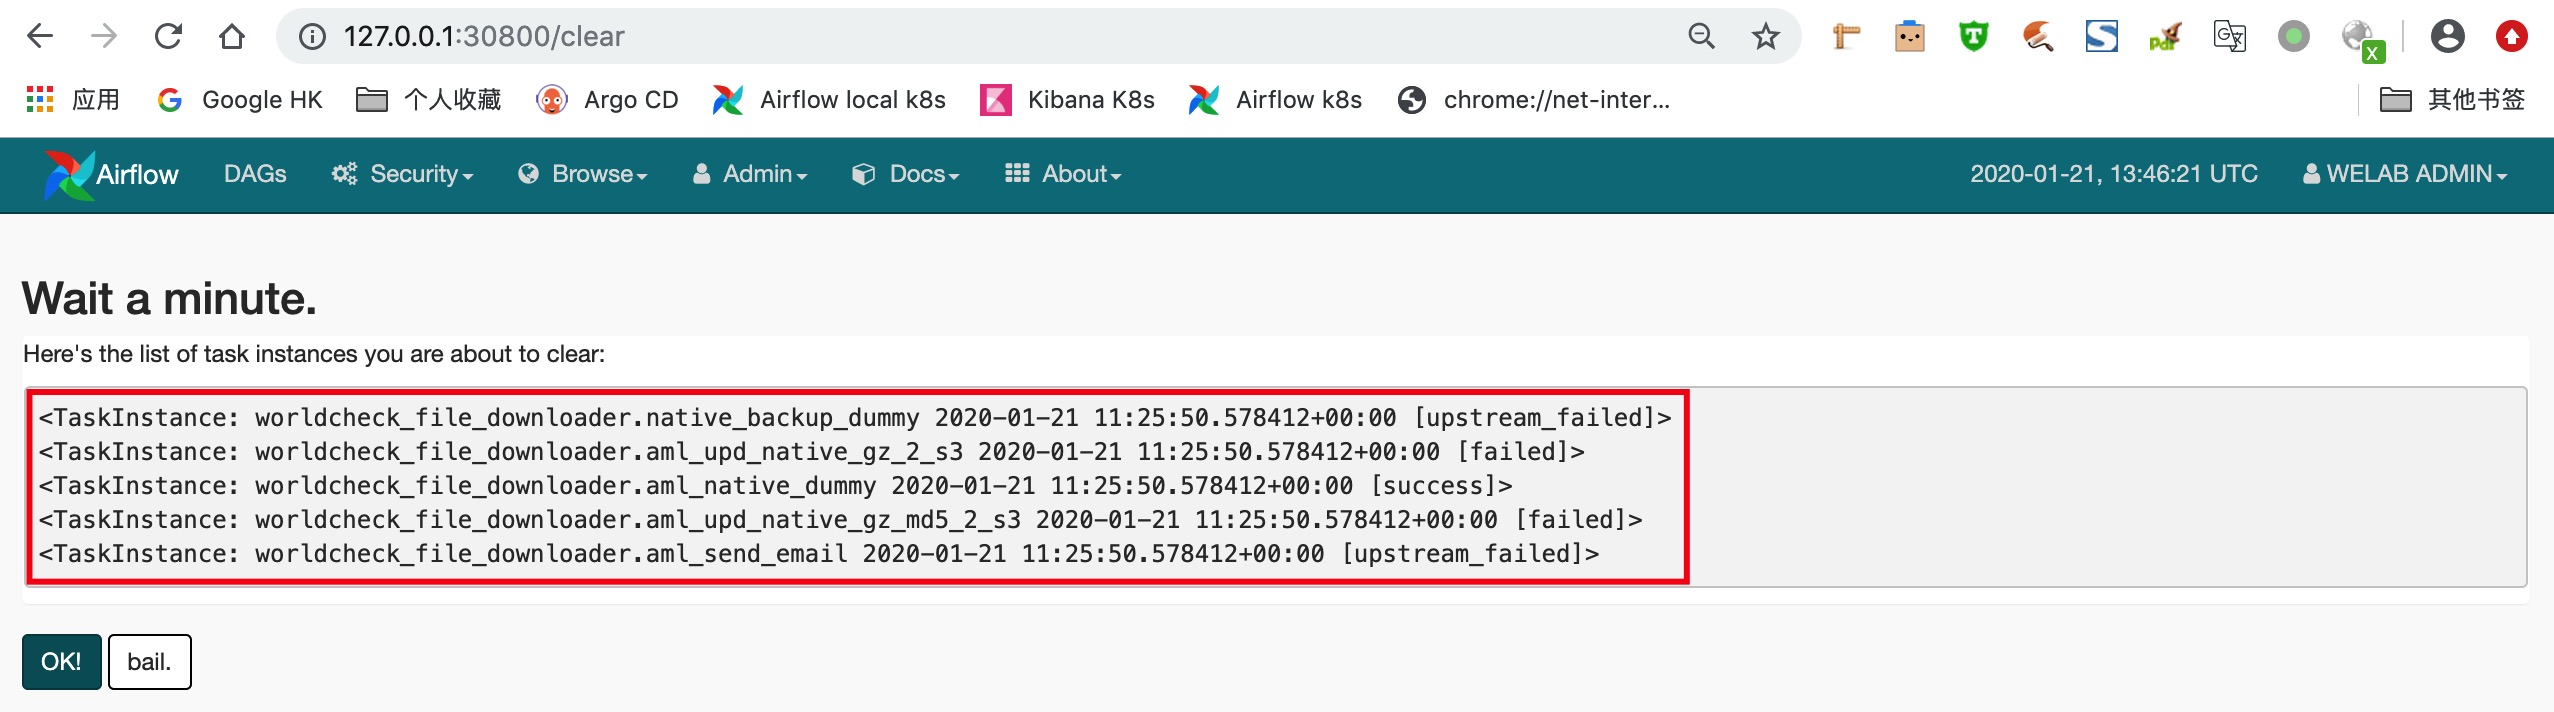 127.0.0.1:30800/clear
应用 Google HK 个人收藏 Argo CD Airflow local k8s Kibana K8s Airflow k8s chrome://net-inter... 其他书签
Airflow DAGs Security Browse Admin Docs About 2020-01-21, 13:46:21 UTC WELAB ADMIN
Wait a minute.
Here's the list of task instances you are about to clear:
<TaskInstance: worldcheck_file_downloader.native_backup_dummy 2020-01-21 11:25:50.578412+00:00 [upstream_failed]>
<TaskInstance: worldcheck_file_downloader.aml_upd_native_gz_2_s3 2020-01-21 11:25:50.578412+00:00 [failed]>
<TaskInstance: worldcheck_file_downloader.aml_native_dummy 2020-01-21 11:25:50.578412+00:00 [success]>
<TaskInstance: worldcheck_file_downloader.aml_upd_native_gz_md5_2_s3 2020-01-21 11:25:50.578412+00:00 [failed]>
<TaskInstance: worldcheck_file_downloader.aml_send_email 2020-01-21 11:25:50.578412+00:00 [upstream_failed]>
OK! bail.